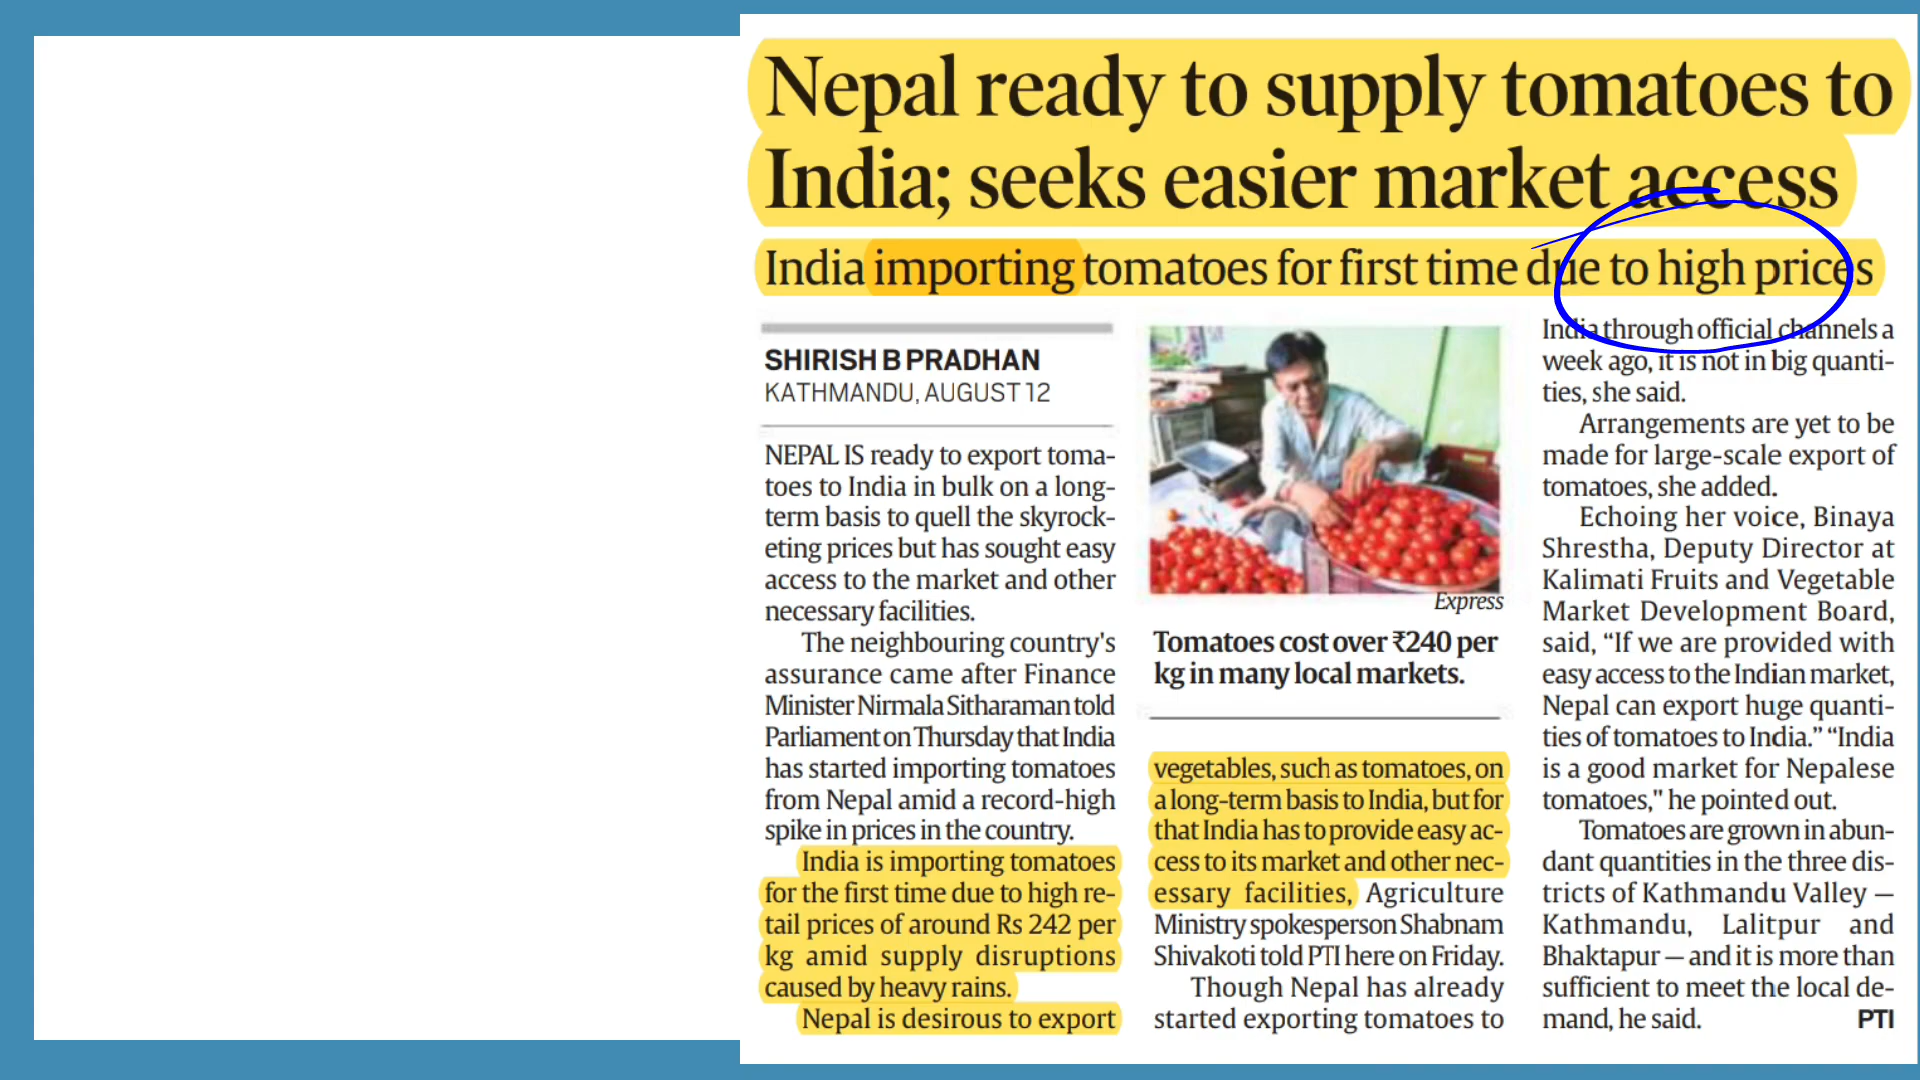 Nepal ready to supply tomatoes to
India; seeks easier market access
India importing tomatoes for first time due to high prices
SHIRISH B PRADHAN
KATHMANDU, AUGUST 12
NEPAL IS ready to export toma-
toes to India in bulk on a long-
term basis to quell the skyrock-
eting prices but has sought easy
access to the market and other
necessary facilities.
The neighbouring country's
assurance came after Finance
Minister Nirmala Sitharaman told
Parliament on Thursday that India
has started importing tomatoes
from Nepal amid a record-high
spike in prices in the country.
India is importing tomatoes
for the first time due to high re-
tail prices of around Rs 242 per
kg amid supply disruptions
caused by heavy rains.
Nepal is desirous to export
Express
Tomatoes cost over ₹240 per
kg in many local markets.
vegetables, such as tomatoes, on
a long-term basis to India, but for
that India has to provide easy ac-
cess to its market and other nec-
essary facilities, Agriculture
Ministry spokesperson Shabnam
Shivakoti told PTI here on Friday.
Though Nepal has already
started exporting tomatoes to
India through official channels a
week ago, it is not in big quanti-
ties, she said.
Arrangements are yet to be
made for large-scale export of
tomatoes, she added.
Echoing her voice, Binaya
Shrestha, Deputy Director at
Kalimati Fruits and Vegetable
Market Development Board,
said, “If we are provided with
easy access to the Indian market,
Nepal can export huge quanti-
ties of tomatoes to India.” “India
is a good market for Nepalese
tomatoes," he pointed out.
Tomatoes are grown in abun-
dant quantities in the three dis-
tricts of Kathmandu Valley —
Kathmandu, Lalitpur and
Bhaktapur — and it is more than
sufficient to meet the local de-
mand, he said. PTI